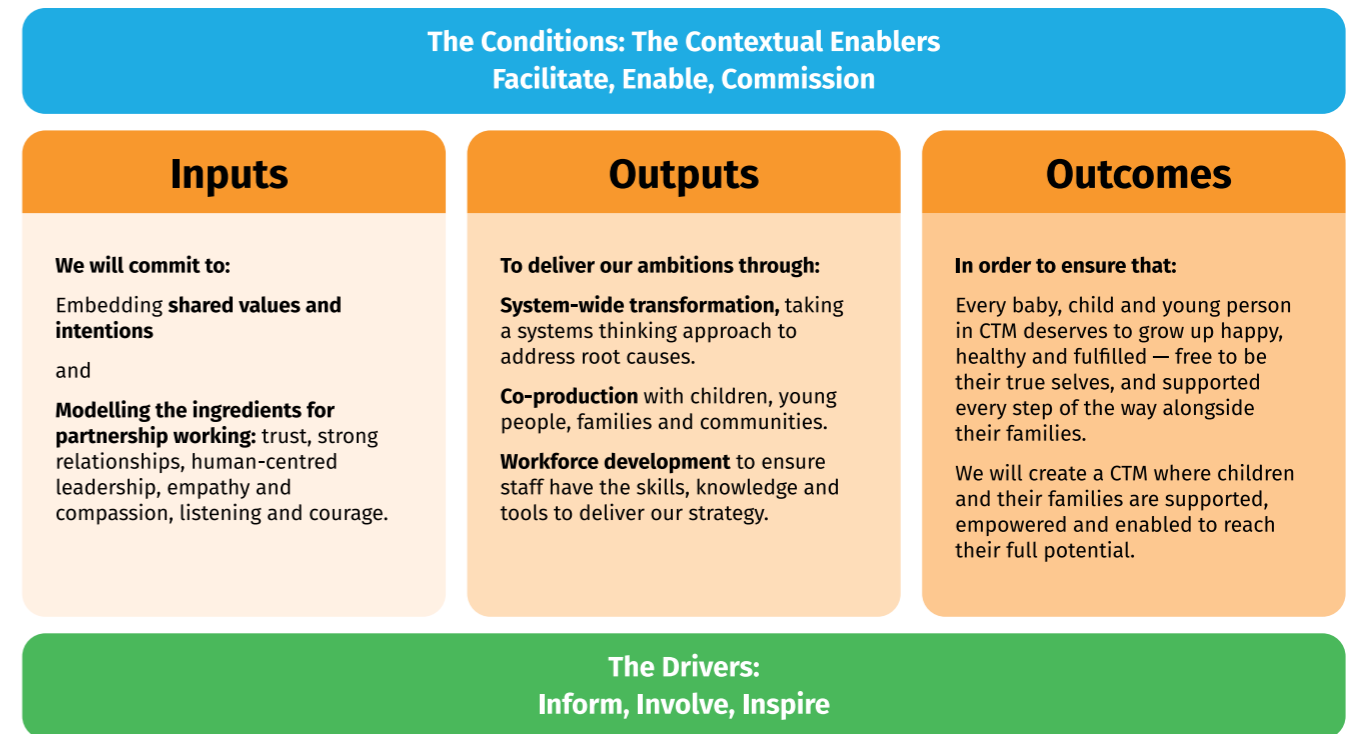 The Conditions: The Contextual Enablers
Facilitate, Enable, Commission
Inputs
We will commit to:
Embedding shared values and
intentions
and
Modelling the ingredients for
partnership working: trust, strong
relationships, human-centred
leadership, empathy and
compassion, listening and courage.
Outputs
To deliver our ambitions through:
System-wide transformation, taking
a systems thinking approach to
address root causes.
Co-production with children, young
people, families and communities.
Workforce development to ensure
staff have the skills, knowledge and
tools to deliver our strategy.
Outcomes
In order to ensure that:
Every baby, child and young person
in CTM deserves to grow up happy,
healthy and fulfilled — free to be
their true selves, and supported
every step of the way alongside
their families.
We will create a CTM where children
and their families are supported,
empowered and enabled to reach
their full potential.
The Drivers:
Inform, Involve, Inspire